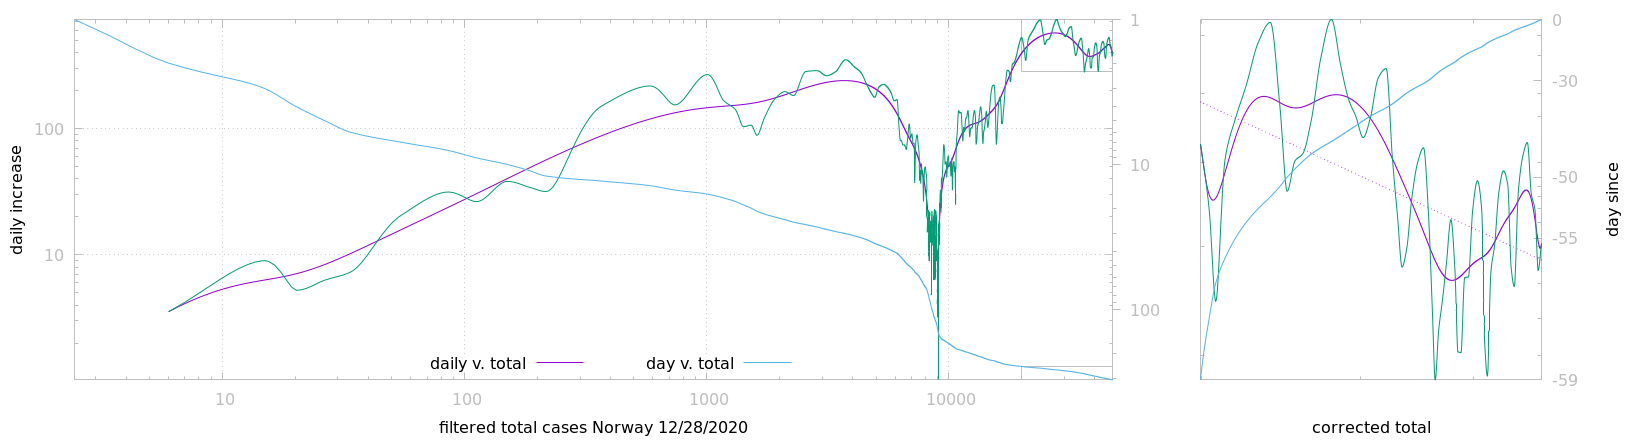 daily increase
100
10
10
100
1000
10000
1
10
100
daily v. total
day v. total
filtered total cases Norway 12/28/2020
0
-30
-50
-55
-59
day since
corrected total